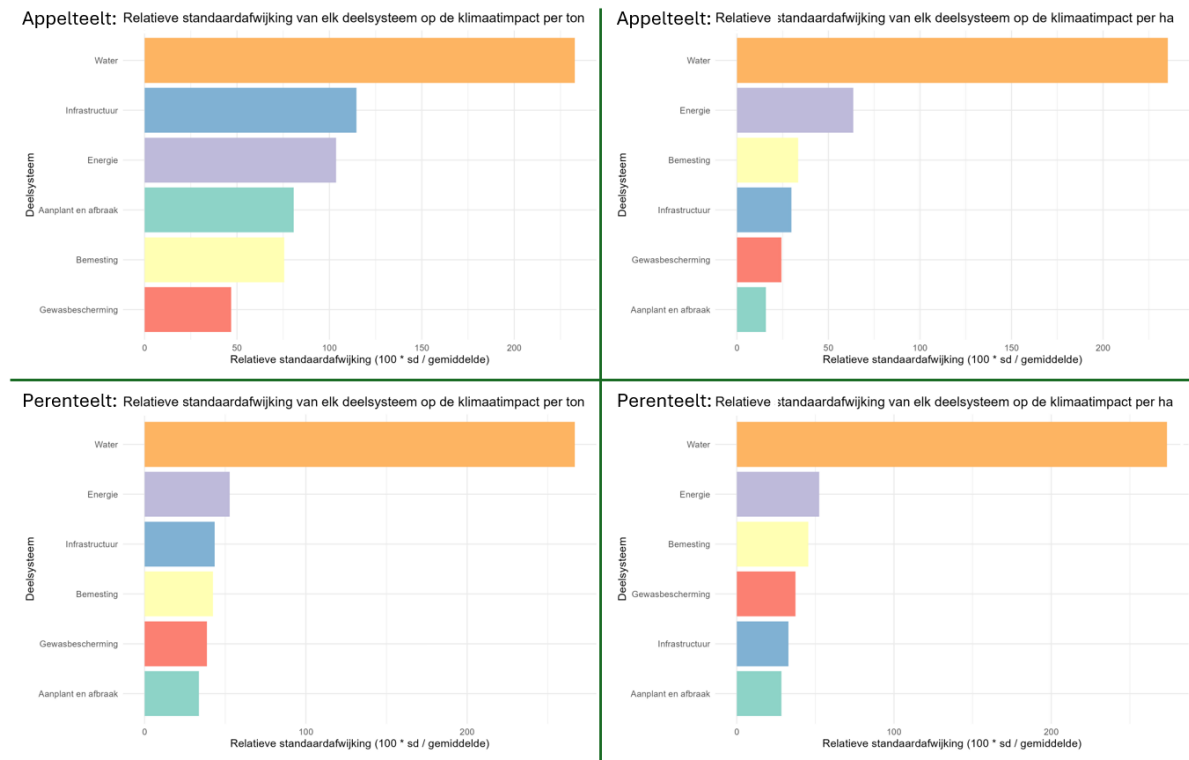 Appelteelt: Relatieve standaardafwijking van elk deelsysteem op de klimaatimpact per ton
Water
Infrastructuur
Energie
Aanplant en afbraak
Bemesting
Gewasbescherming
Deelsysteem
0 50 100 150 200
Relatieve standaardafwijking (100 * sd / gemiddelde)
Appelteelt: Relatieve standaardafwijking van elk deelsysteem op de klimaatimpact per ha
Water
Energie
Bemesting
Infrastructuur
Gewasbescherming
Aanplant en afbraak
Deelsysteem
0 50 100 150 200
Relatieve standaardafwijking (100 * sd / gemiddelde)
Perenteelt: Relatieve standaardafwijking van elk deelsysteem op de klimaatimpact per ton
Water
Energie
Infrastructuur
Bemesting
Gewasbescherming
Aanplant en afbraak
Deelsysteem
0 100 200
Relatieve standaardafwijking (100 * sd / gemiddelde)
Perenteelt: Relatieve standaardafwijking van elk deelsysteem op de klimaatimpact per ha
Water
Energie
Bemesting
Gewasbescherming
Infrastructuur
Aanplant en afbraak
Deelsysteem
0 100 200
Relatieve standaardafwijking (100 * sd / gemiddelde)